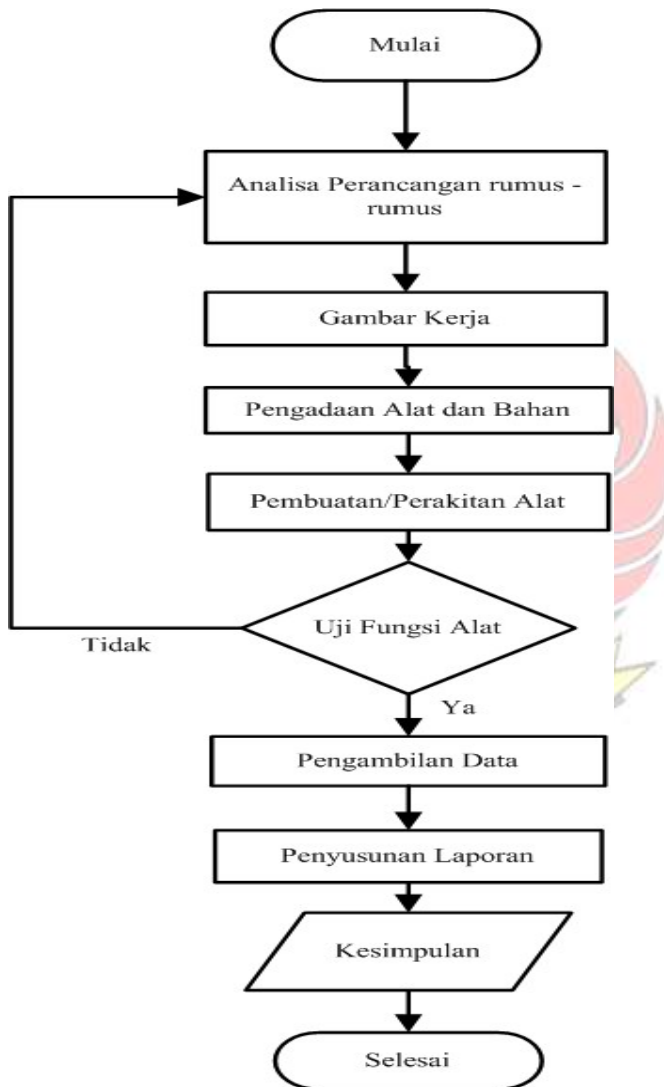 Mulai
Analisa Perancangan rumus -
rumus
Gambar Kerja
Pengadaan Alat dan Bahan
Pembuatan/Perakitan Alat
Uji Fungsi Alat
Tidak
Ya
Pengambilan Data
Penyusunan Laporan
Kesimpulan
Selesai